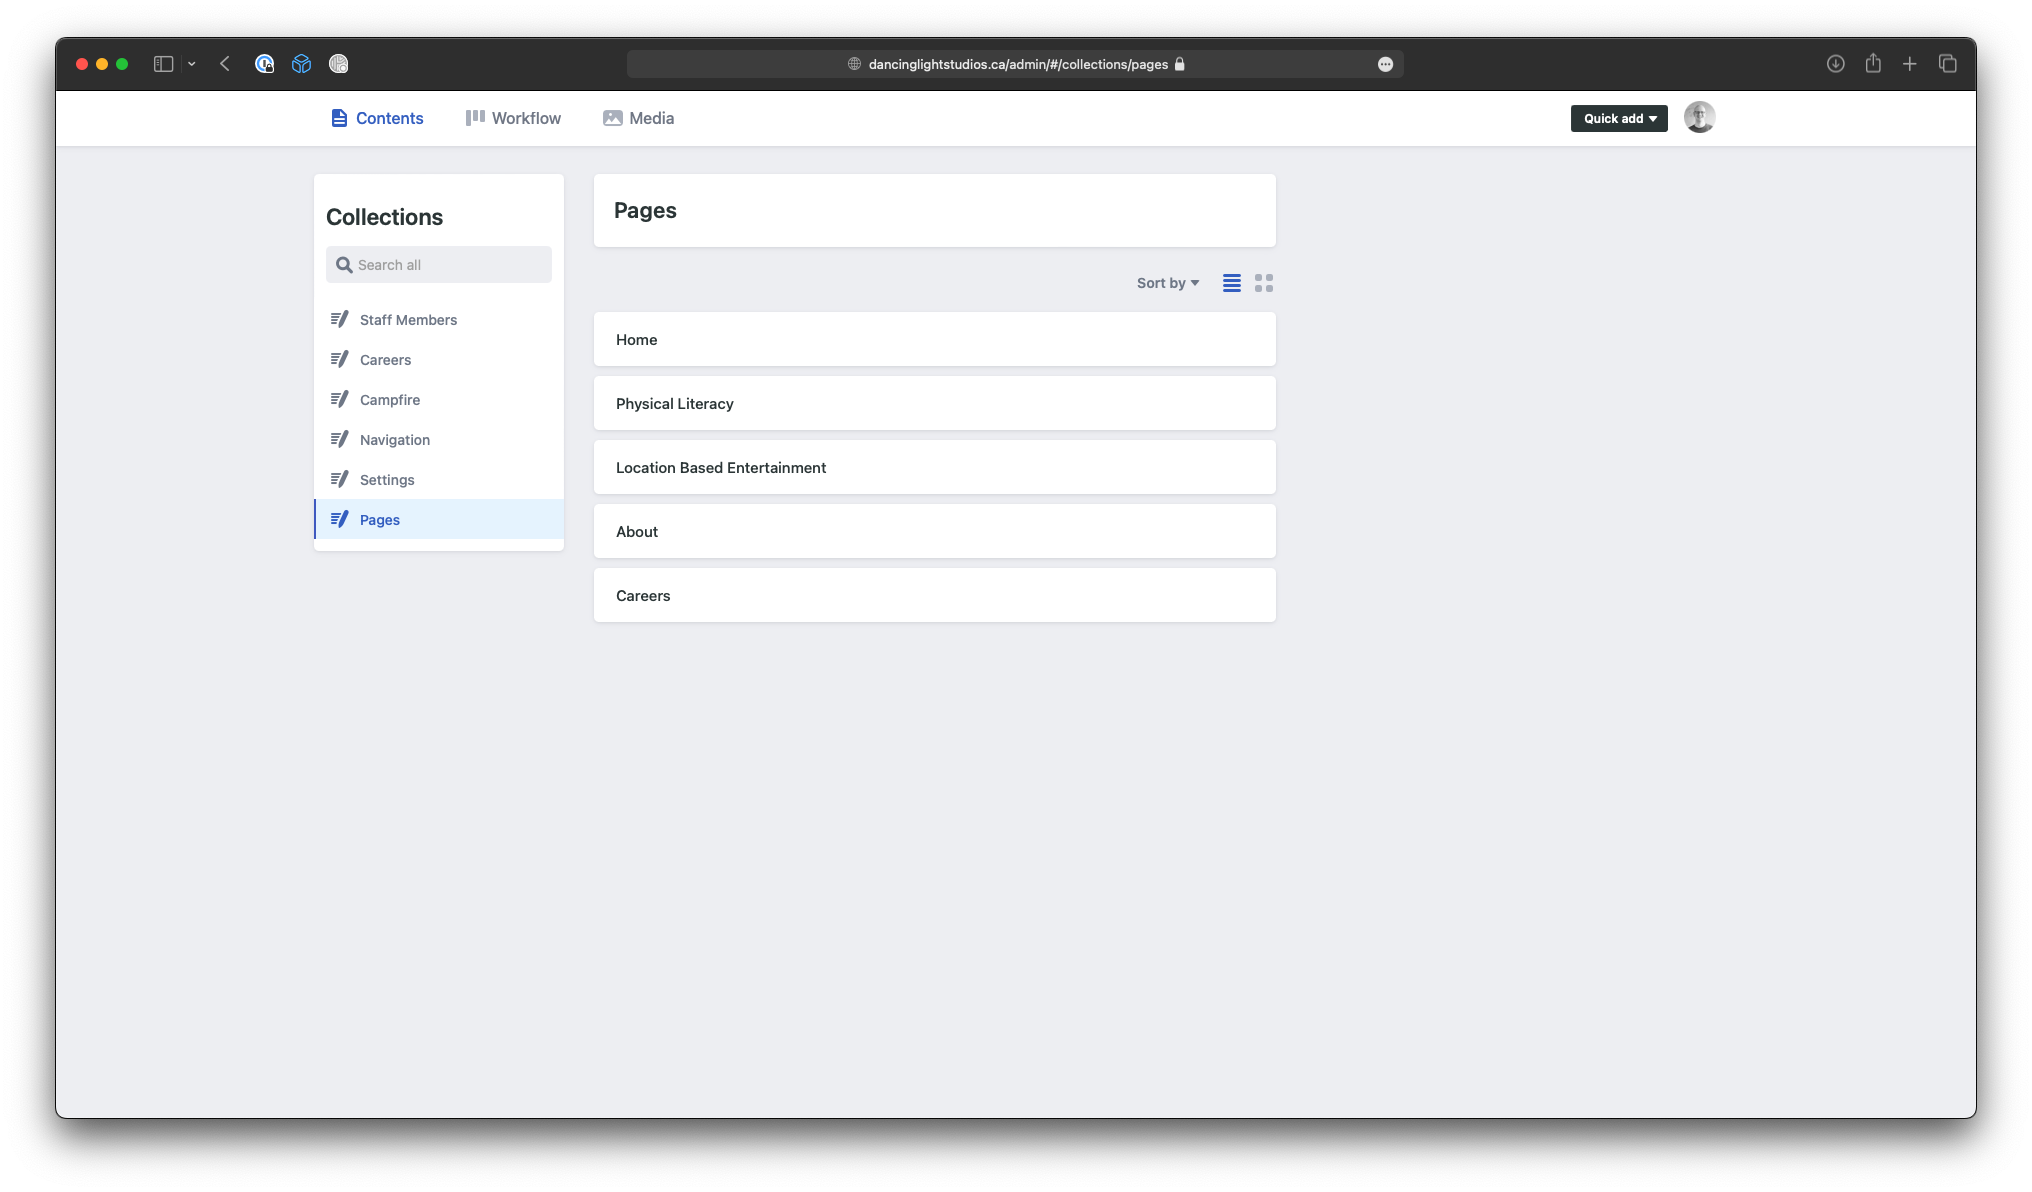 dancinglightstudios.ca/admin/#/collections/pages
Contents
Workflow
Media
Quick add
Collections
Search all
Staff Members
Careers
Campfire
Navigation
Settings
Pages
Pages
Sort by
Home
Physical Literacy
Location Based Entertainment
About
Careers